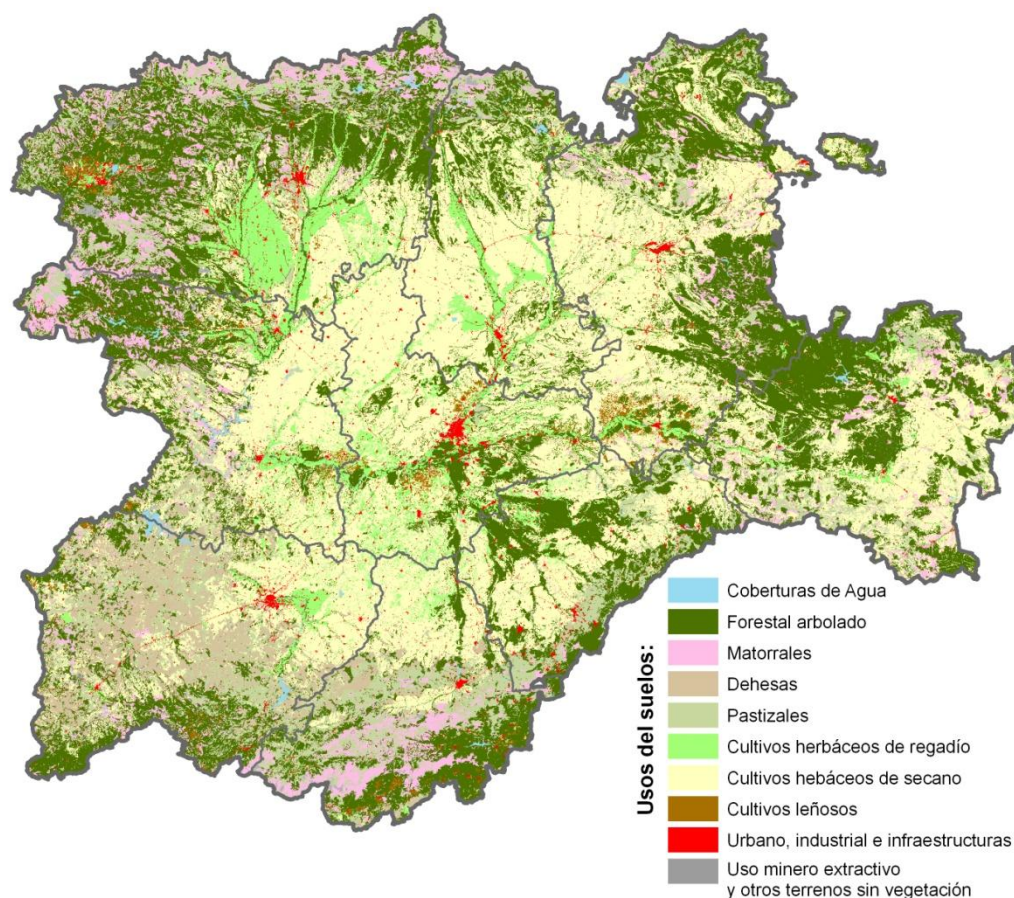 Usos del suelos:
Coberturas de Agua
Forestal arbolado
Matorrales
Dehesas
Pastizales
Cultivos herbáceos de regadío
Cultivos hebáceos de secano
Cultivos leñosos
Urbano, industrial e infraestructuras
Uso minero extractivo
y otros terrenos sin vegetación